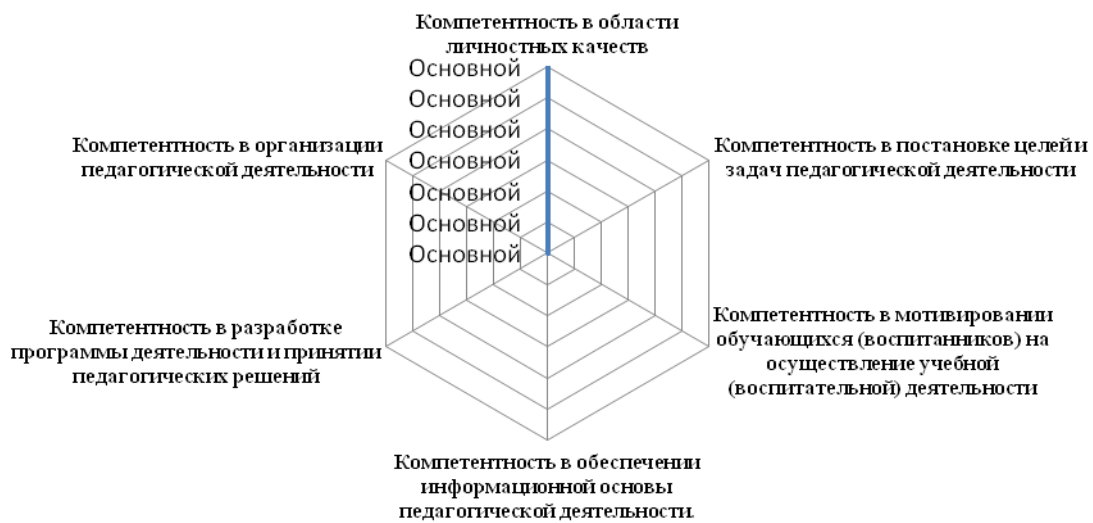 Компетентность в области
личностных качеств
Основной
Основной
Основной
Основной
Основной
Основной
Основной
Компетентность в постановке целей и
задач педагогической деятельности
Компетентность в мотивировании
обучающихся (воспитанников) на
осуществление учебной
(воспитательной) деятельности
Компетентность в обеспечении
информационной основы
педагогической деятельности.
Компетентность в разработке
программы деятельности и принятии
педагогических решений
Компетентность в организации
педагогической деятельности